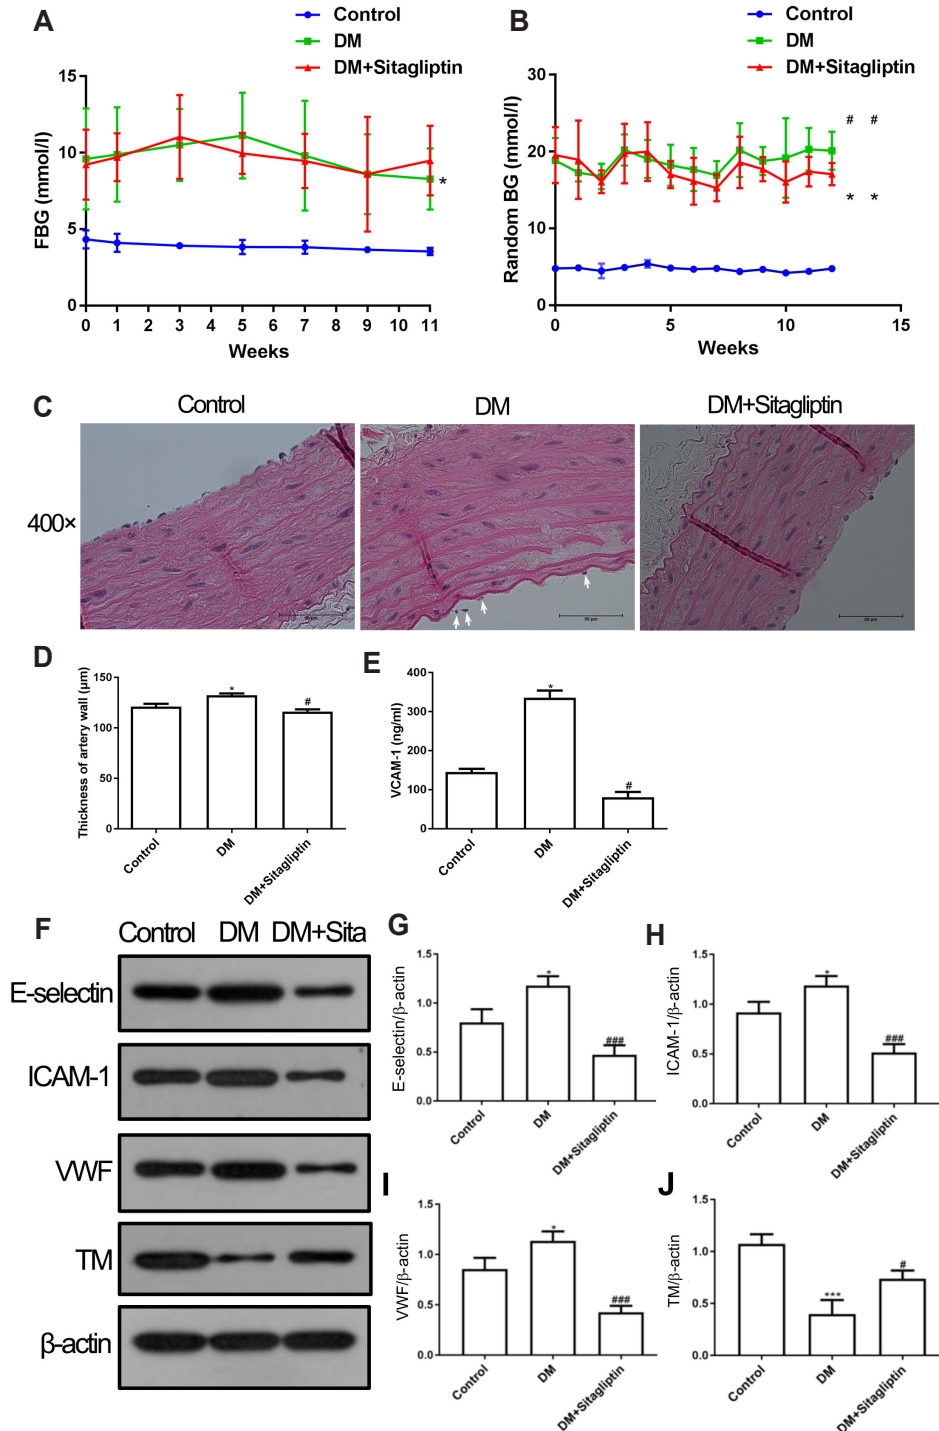 A
Control
DM
DM+Sitagliptin
FBG (mmol/l)
15
10
5
0
*
0 1 2 3 4 5 6 7 8 9 10 11
Weeks
B
Control
DM
DM+Sitagliptin
Random BG (mmol/l)
30
20
10
0
# #
* *
0 5 10 15
Weeks
C
Control DM DM+Sitagliptin
400×
50 μm
50 μm
50 μm
D
Thickness of artery wall (μm)
150
100
50
0
*
#
Control DM DM+Sitagliptin
E
VCAM-1 (ng/ml)
400
300
200
100
0
*
#
Control DM DM+Sitagliptin
F
Control DM DM+Sita
E-selectin
ICAM-1
VWF
TM
β-actin
G
E-selectin/β-actin
1.5
1.0
0.5
0.0
*
###
Control DM DM+Sitagliptin
H
ICAM-1/β-actin
1.5
1.0
0.5
0.0
*
###
Control DM DM+Sitagliptin
I
VWF/β-actin
1.5
1.0
0.5
0.0
*
###
Control DM DM+Sitagliptin
J
TM/β-actin
1.5
1.0
0.5
0.0
***
#
Control DM DM+Sitagliptin